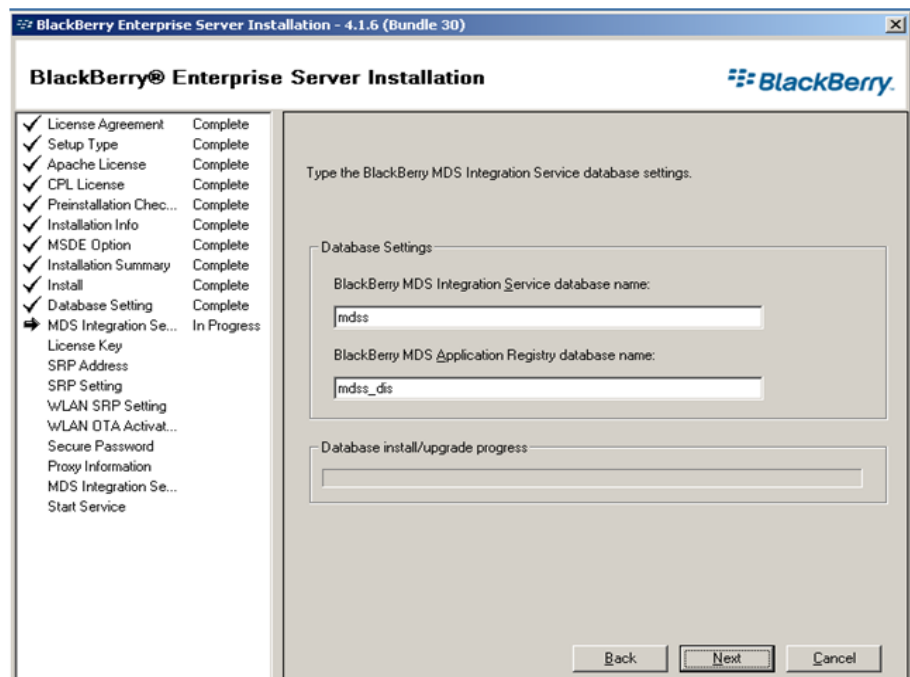 BlackBerry Enterprise Server Installation - 4.1.6 (Bundle 30)
BlackBerry® Enterprise Server Installation
BlackBerry.
License Agreement Complete
Setup Type Complete
Apache License Complete
CPL License Complete
Preinstallation Chec... Complete
Installation Info Complete
MSDE Option Complete
Installation Summary Complete
Install Complete
Database Setting Complete
MDS Integration Se... In Progress
License Key
SRP Address
SRP Setting
WLAN SRP Setting
WLAN OTA Activat...
Secure Password
Proxy Information
MDS Integration Se...
Start Service
Type the BlackBerry MDS Integration Service database settings.
Database Settings
BlackBerry MDS Integration Service database name:
mdss
BlackBerry MDS Application Registry database name:
mdss_dis
Database install/upgrade progress
Back Next Cancel